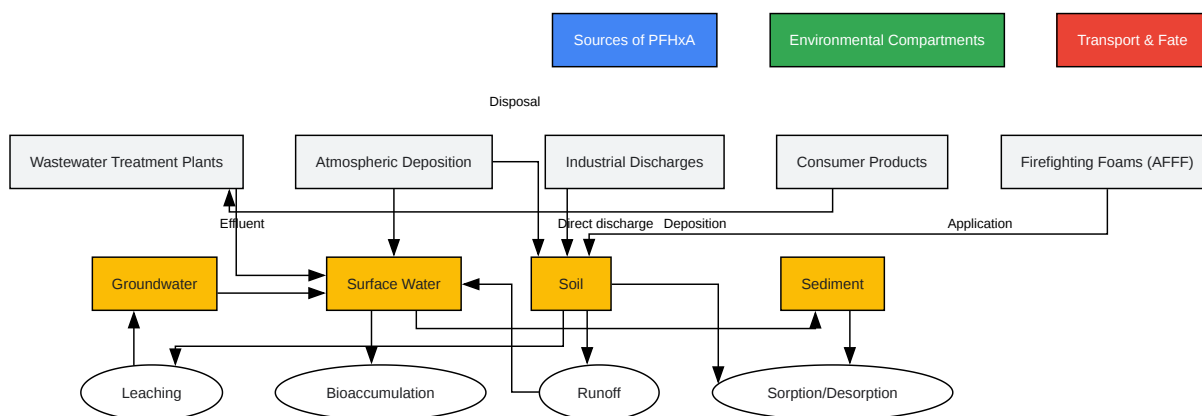 Sources of PFHxA
Environmental Compartments
Transport & Fate
Disposal
Wastewater Treatment Plants
Atmospheric Deposition
Industrial Discharges
Consumer Products
Firefighting Foams (AFFF)
Effluent
Direct discharge
Deposition
Application
Groundwater
Surface Water
Soil
Sediment
Leaching
Bioaccumulation
Runoff
Sorption/Desorption